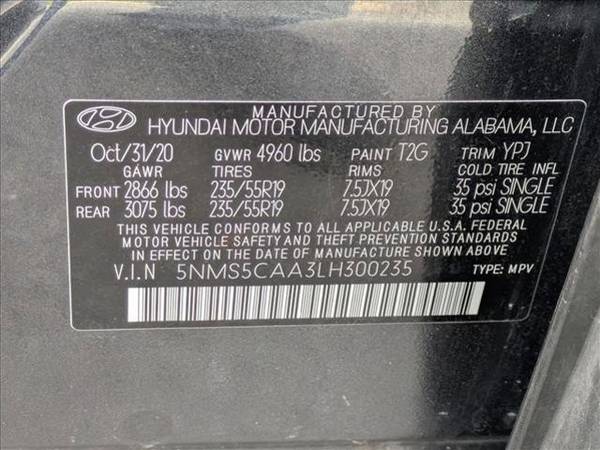 MANUFACTURED BY
HYUNDAI MOTOR MANUFACTURING ALABAMA, LLC
Oct/31/20 GVWR 4960 lbs PAINT T2G TRIM YPJ
GAWR TIRES RIMS COLD TIRE INFL
FRONT 2866 lbs 235/55R19 7.5JX19 35 psi SINGLE
REAR 3075 lbs 235/55R19 7.5JX19 35 psi SINGLE
THIS VEHICLE CONFORMS TO ALL APPLICABLE U.S.A. FEDERAL
MOTOR VEHICLE SAFETY AND THEFT PREVENTION STANDARDS
IN EFFECT ON THE DATE OF MANUFACTURE SHOWN ABOVE.
V.I.N 5NMS5CAA3LH300235 TYPE: MPV